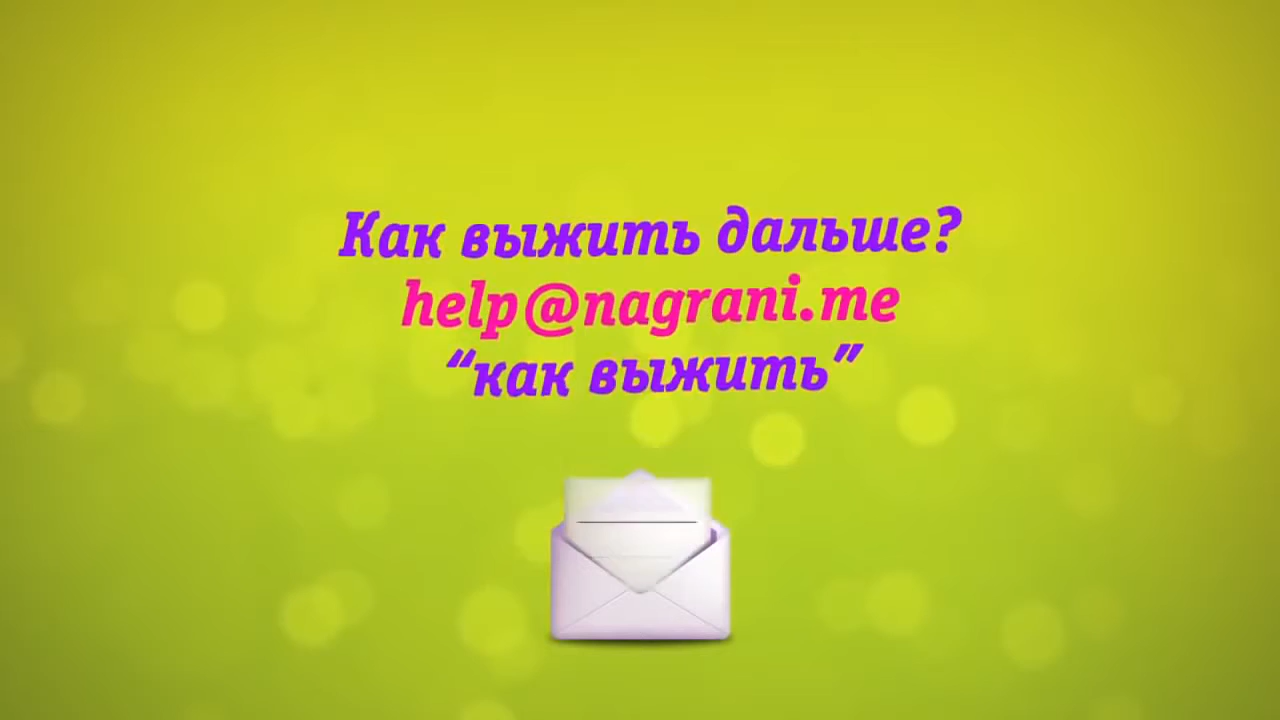 Как выжить дальше?
help@nagrani.me
“как выжить”